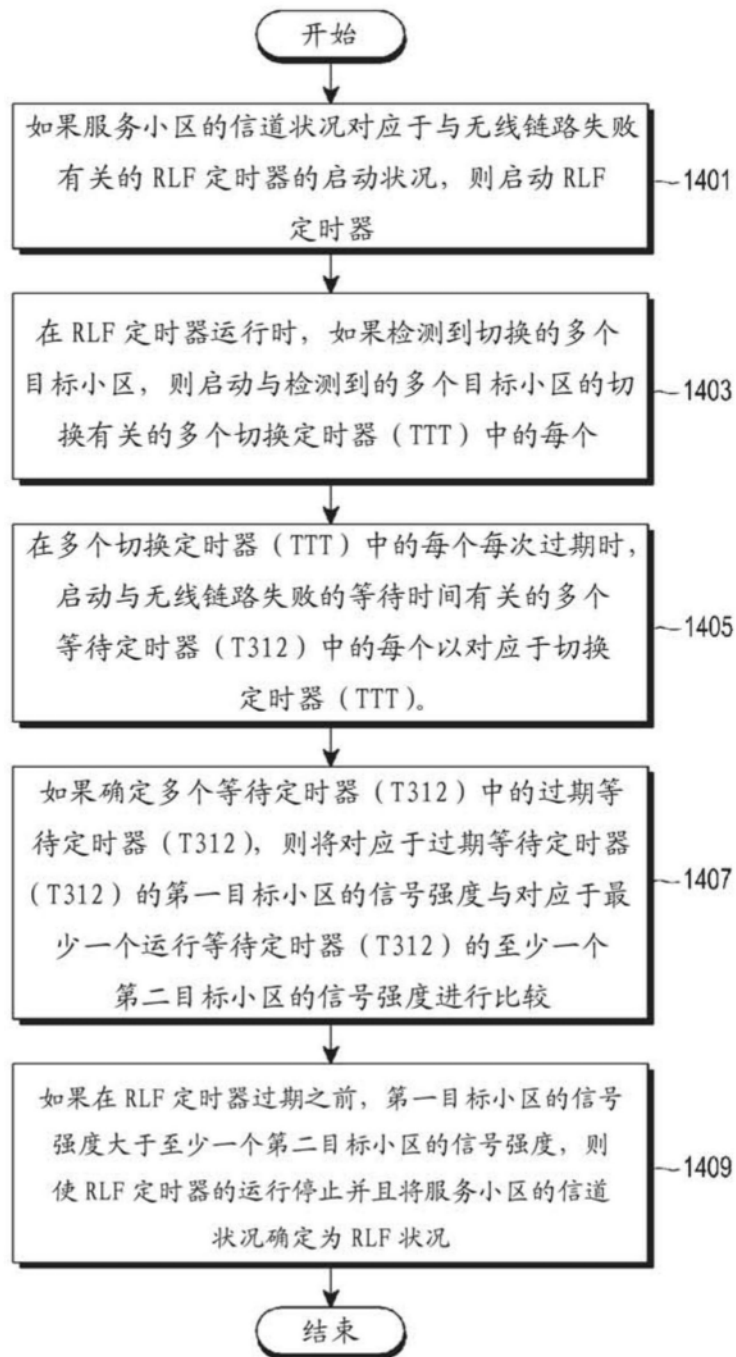 开始
如果服务小区的信道状况对应于与无线链路失败
有关的 RLF 定时器的启动状况，则启动 RLF
定时器
1401
在 RLF 定时器运行时，如果检测到切换的多个
目标小区，则启动与检测到的多个目标小区的切
换有关的多个切换定时器（TTT）中的每个
1403
在多个切换定时器（TTT）中的每个每次过期时，
启动与无线链路失败的等待时间有关的多个
等待定时器（T312）中的每个以对应于切换
定时器（TTT）。
1405
如果确定多个等待定时器（T312）中的过期等
待定时器（T312），则将对应于过期等待定时器
（T312）的第一目标小区的信号强度与对应于最
少一个运行等待定时器（T312）的至少一个
第二目标小区的信号强度进行比较
1407
如果在 RLF 定时器过期之前，第一目标小区的信号
强度大于至少一个第二目标小区的信号强度，则
使 RLF 定时器的运行停止并且将服务小区的信道
状况确定为 RLF 状况
1409
结束